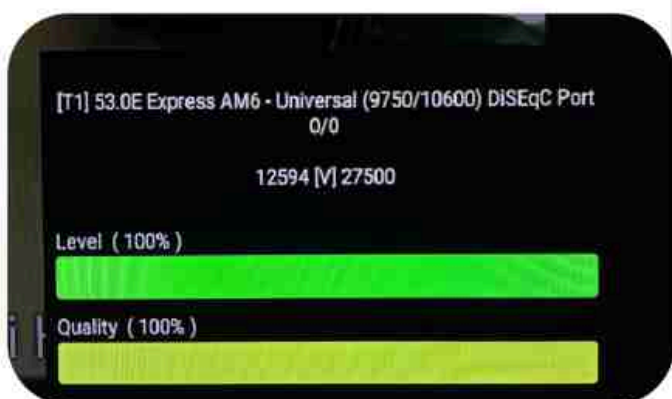 [T1] 53.0E Express AM6 - Universal (9750/10600) DiSEqC Port
0/0
12594 [V] 27500
Level ( 100% )
Quality ( 100% )